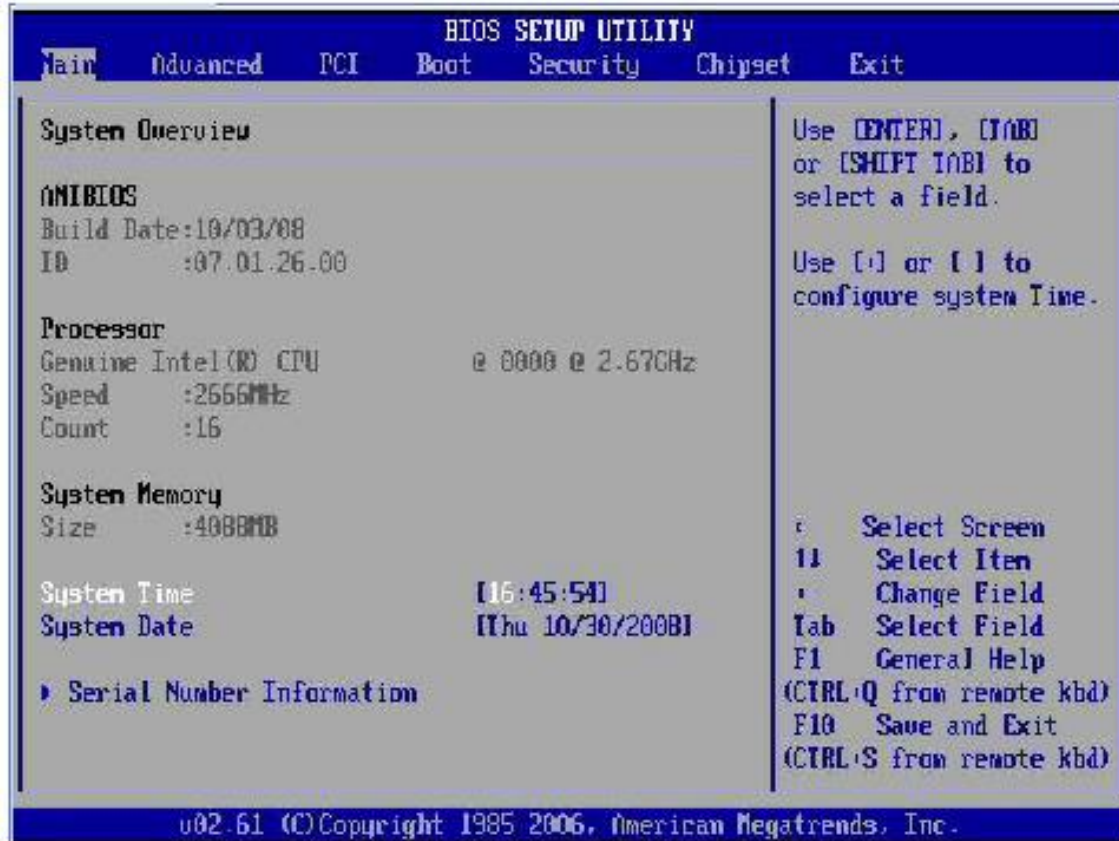 BIOS SETUP UTILITY
Main Advanced PCI Boot Security Chipset Exit
System Overview
AMIBIOS
Build Date:10/03/08
ID :07.01.26.00
Processor
Genuine Intel(R) CPU @ 0000 @ 2.67GHz
Speed :2666MHz
Count :16
System Memory
Size :4088MB
System Time [16:45:54]
System Date [Thu 10/30/2008]
Serial Number Information
Use [ENTER], [TAB]
or [SHIFT TAB] to
select a field.
Use [+] or [ ] to
configure system Time.
Select Screen
↑↓ Select Item
Change Field
Tab Select Field
F1 General Help
(CTRL+Q from remote kbd)
F10 Save and Exit
(CTRL+S from remote kbd)
v02.61 (C)Copyright 1985 2006, American Megatrends, Inc.